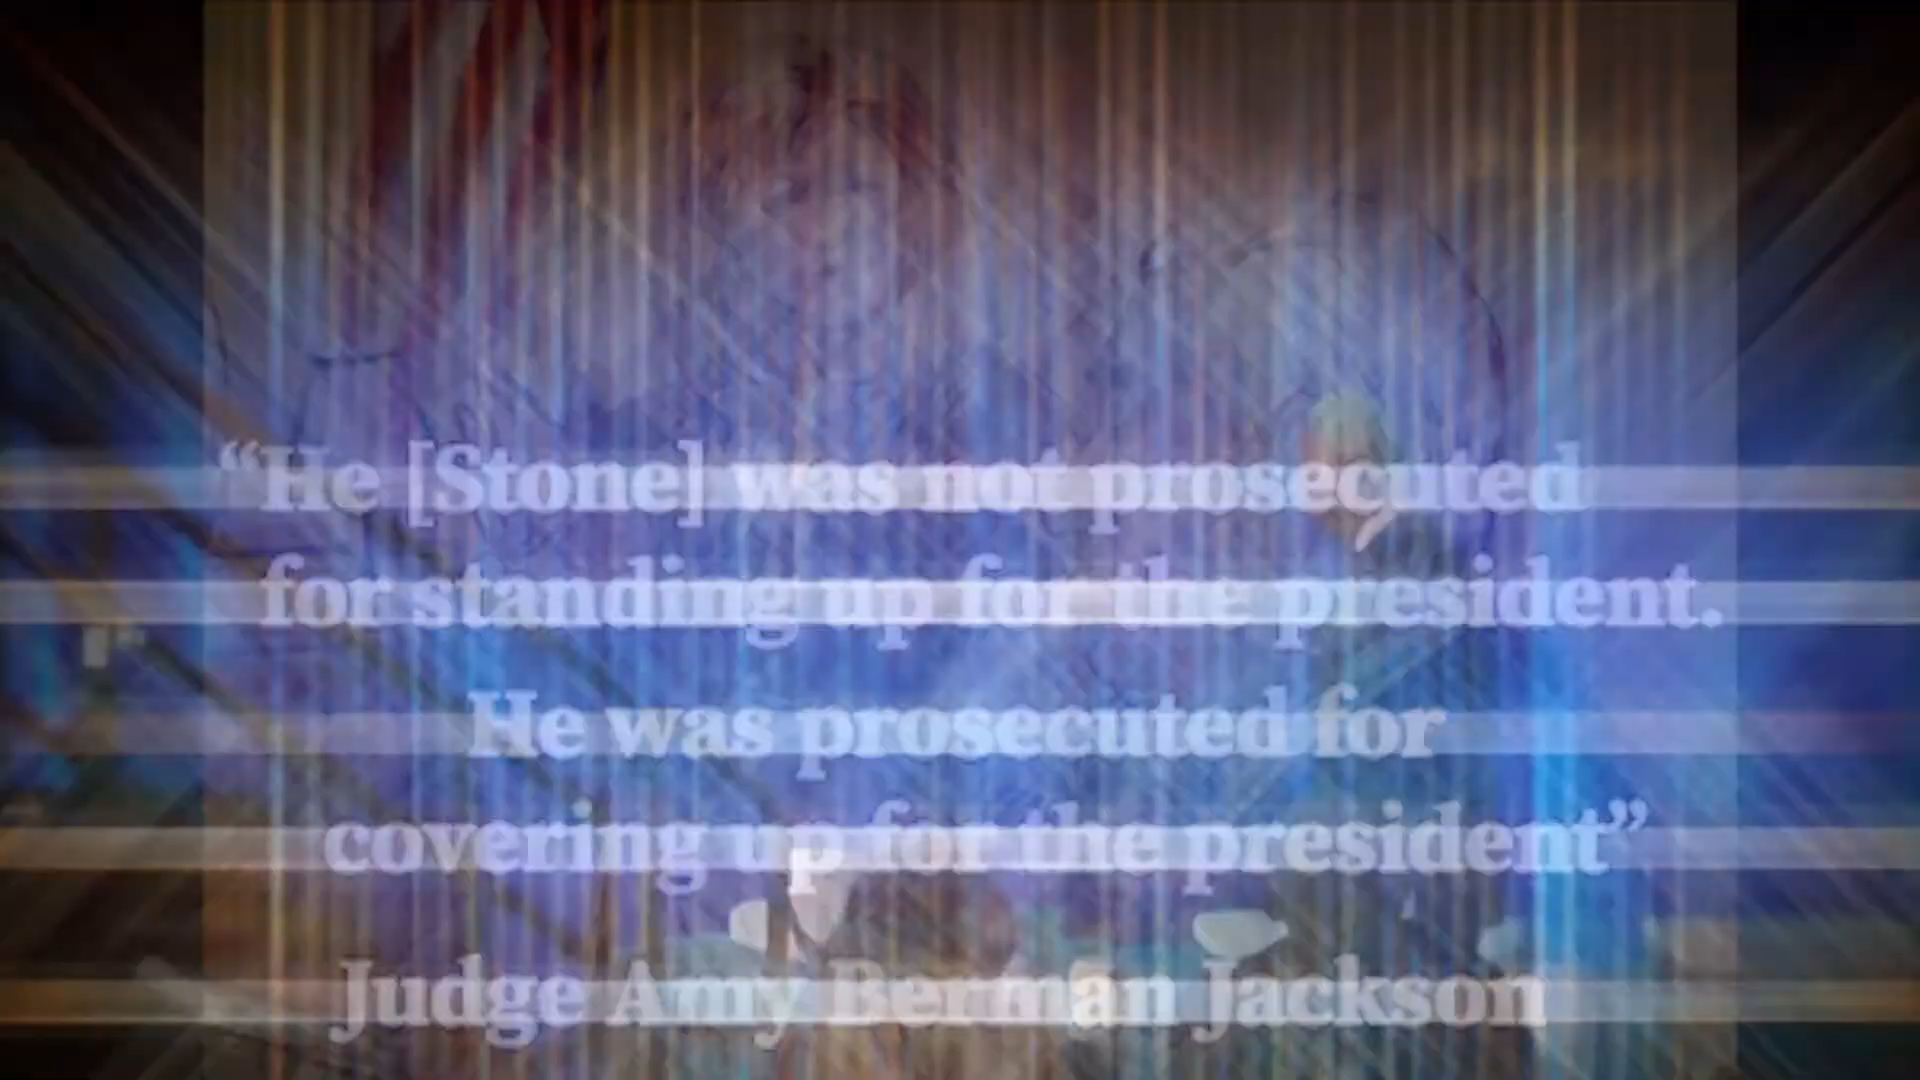 “He [Stone] was not prosecuted
for standing up for the president.
He was prosecuted for
covering up for the president”
Judge Amy Berman Jackson